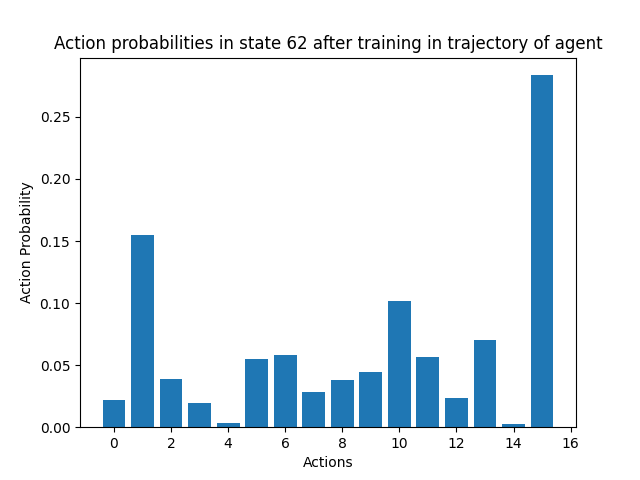 Action probabilities in state 62 after training in trajectory of agent
0.25
0.20
0.15
0.10
0.05
0.00
Action Probability
0 2 4 6 8 10 12 14 16
Actions